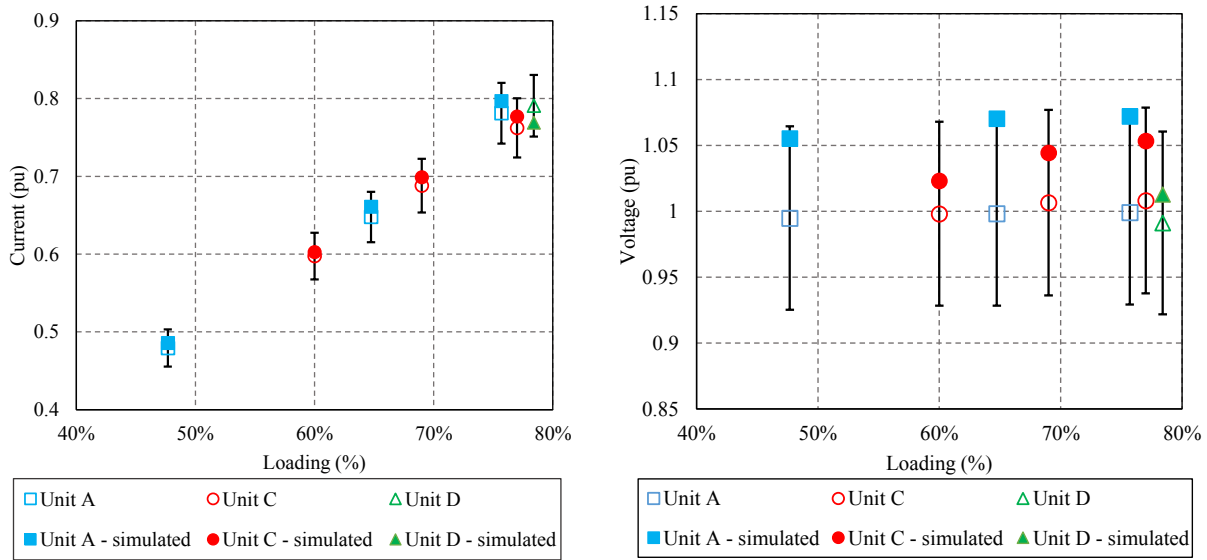 0.9
0.8
0.7
0.6
0.5
0.4
Current (pu)
40% 50% 60% 70% 80%
Loading (%)
Unit A Unit C Unit D
Unit A - simulated Unit C - simulated Unit D - simulated
1.15
1.1
1.05
1
0.95
0.9
0.85
Voltage (pu)
40% 50% 60% 70% 80%
Loading (%)
Unit A Unit C Unit D
Unit A - simulated Unit C - simulated Unit D - simulated